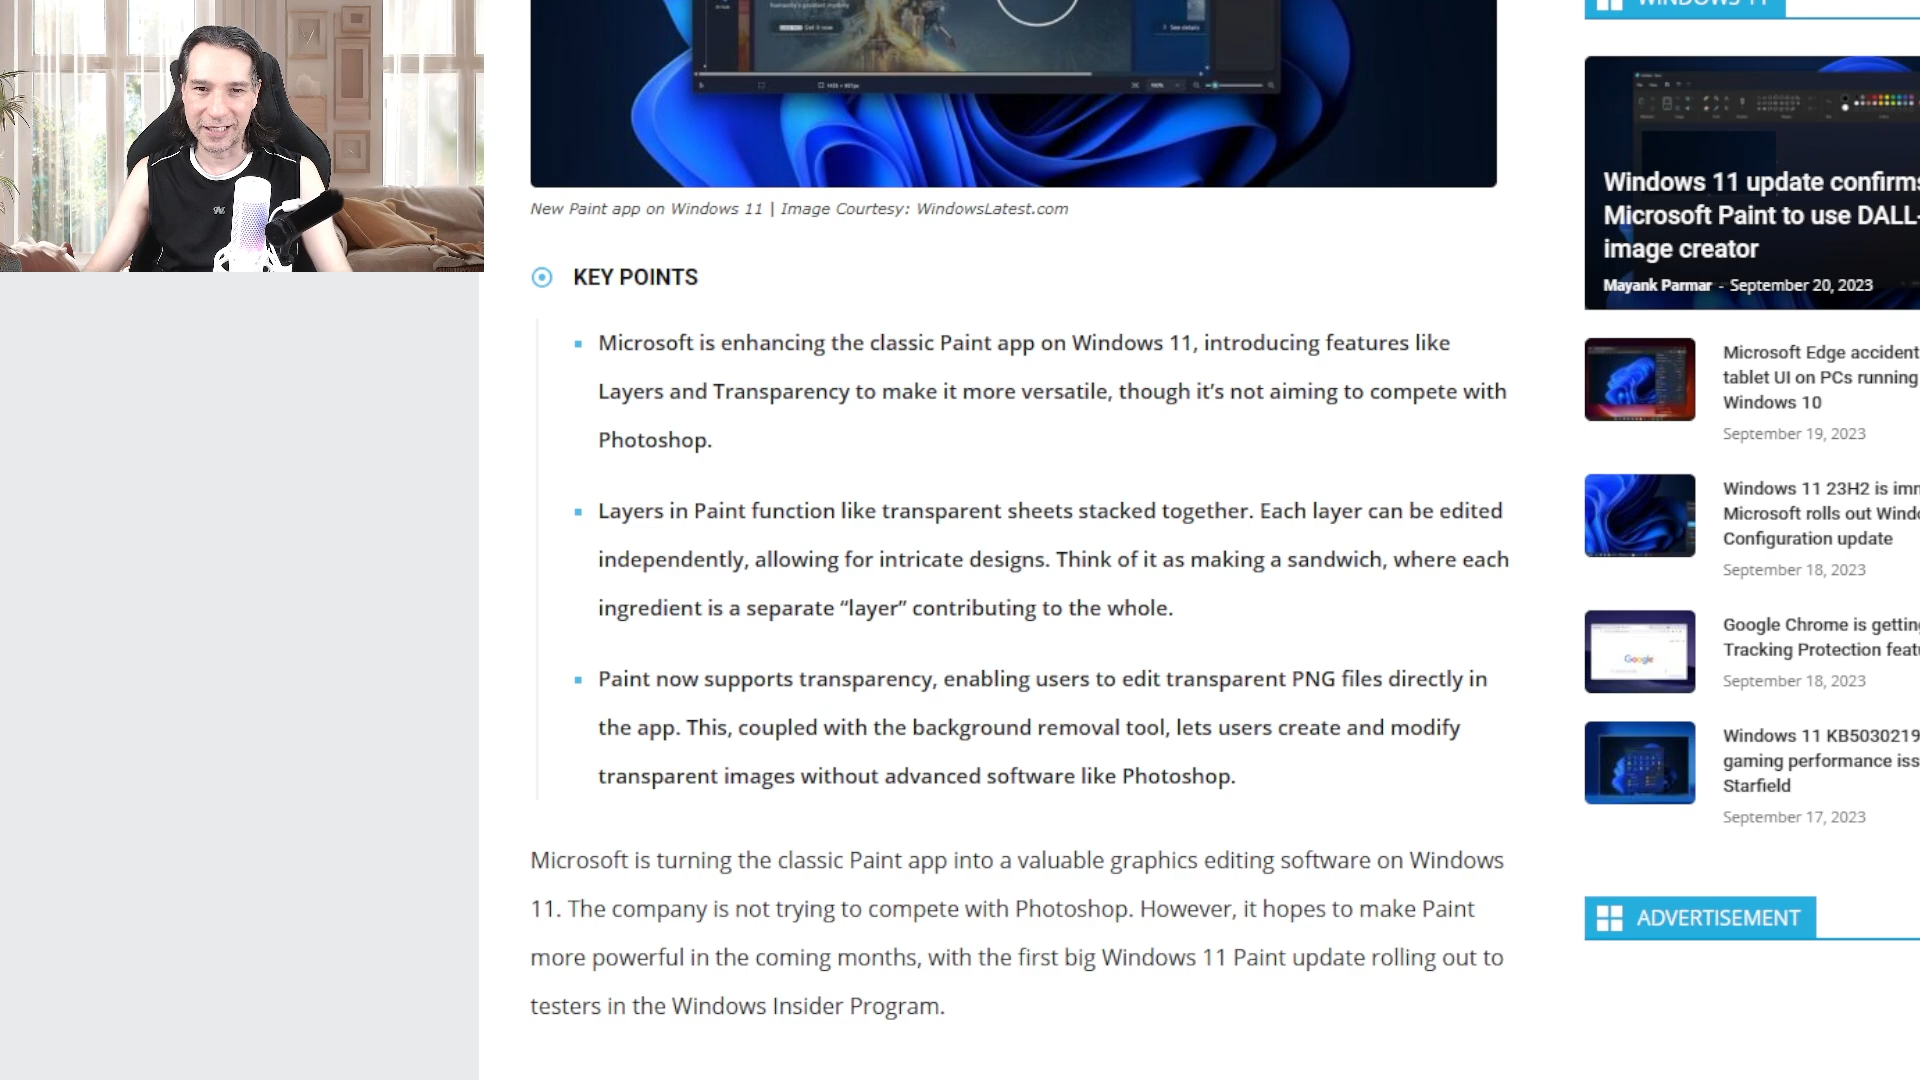 Get it now
See details
New Paint app on Windows 11 | Image Courtesy: WindowsLatest.com
KEY POINTS
Microsoft is enhancing the classic Paint app on Windows 11, introducing features like
Layers and Transparency to make it more versatile, though it’s not aiming to compete with
Photoshop.
Layers in Paint function like transparent sheets stacked together. Each layer can be edited
independently, allowing for intricate designs. Think of it as making a sandwich, where each
ingredient is a separate “layer” contributing to the whole.
Paint now supports transparency, enabling users to edit transparent PNG files directly in
the app. This, coupled with the background removal tool, lets users create and modify
transparent images without advanced software like Photoshop.
Microsoft is turning the classic Paint app into a valuable graphics editing software on Windows
11. The company is not trying to compete with Photoshop. However, it hopes to make Paint
more powerful in the coming months, with the first big Windows 11 Paint update rolling out to
testers in the Windows Insider Program.
WINDOWS 11
Windows 11 update confirms
Microsoft Paint to use DALL-
image creator
Mayank Parmar - September 20, 2023
Microsoft Edge accident
tablet UI on PCs running
Windows 10
September 19, 2023
Windows 11 23H2 is imm
Microsoft rolls out Windo
Configuration update
September 18, 2023
Google
Google Chrome is getting
Tracking Protection featu
September 18, 2023
Windows 11 KB5030219
gaming performance iss
Starfield
September 17, 2023
ADVERTISEMENT